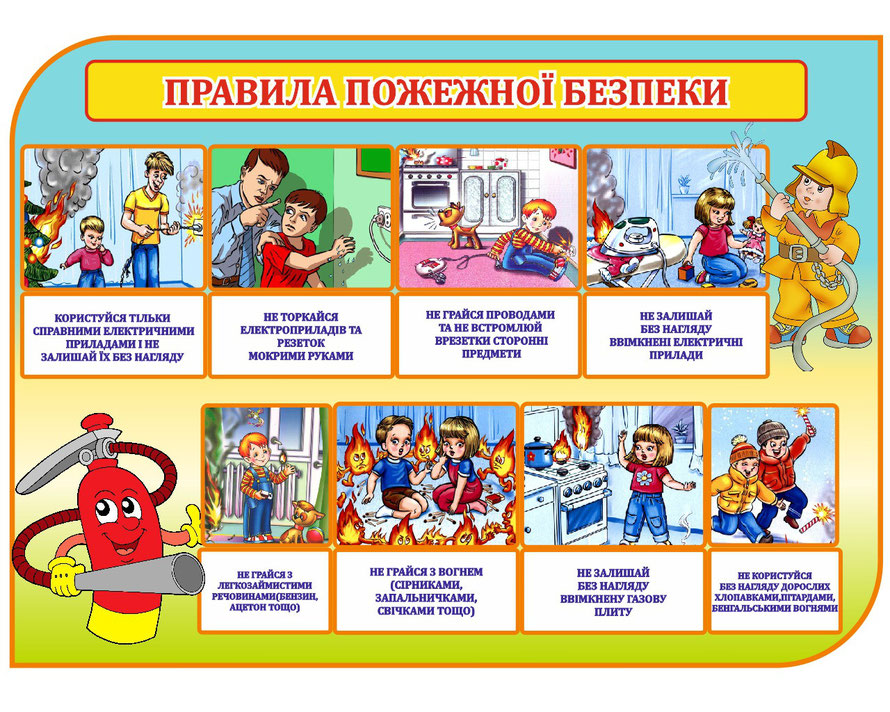 ПРАВИЛА ПОЖЕЖНОЇ БЕЗПЕКИ
КОРИСТУЙСЯ ТІЛЬКИ
СПРАВНИМИ ЕЛЕКТРИЧНИМИ
ПРИЛАДАМИ І НЕ
ЗАЛИШАЙ ЇХ БЕЗ НАГЛЯДУ
НЕ ТОРКАЙСЯ
ЕЛЕКТРОПРИЛАДІВ ТА
РЕЗЕТОК
МОКРИМИ РУКАМИ
НЕ ГРАЙСЯ ПРОВОДАМИ
ТА НЕ ВСТРОМЛЮЙ
ВРЕЗЕТКИ СТОРОННІ
ПРЕДМЕТИ
НЕ ЗАЛИШАЙ
БЕЗ НАГЛЯДУ
ВВІМКНЕНІ ЕЛЕКТРИЧНІ
ПРИЛАДИ
НЕ ГРАЙСЯ З
ЛЕГКОЗАЙМИСТИМИ
РЕЧОВИНАМИ(БЕНЗИН,
АЦЕТОН ТОЩО)
НЕ ГРАЙСЯ З ВОГНЕМ
(СІРНИКАМИ,
ЗАПАЛЬНИЧКАМИ,
СВІЧКАМИ ТОЩО)
НЕ ЗАЛИШАЙ
БЕЗ НАГЛЯДУ
ВВІМКНЕНУ ГАЗОВУ
ПЛИТУ
НЕ КОРИСТУЙСЯ
БЕЗ НАГЛЯДУ ДОРОСЛИХ
ХЛОПАВКАМИ,ПІТАРДАМИ,
БЕНГАЛЬСЬКИМИ ВОГНЯМИ